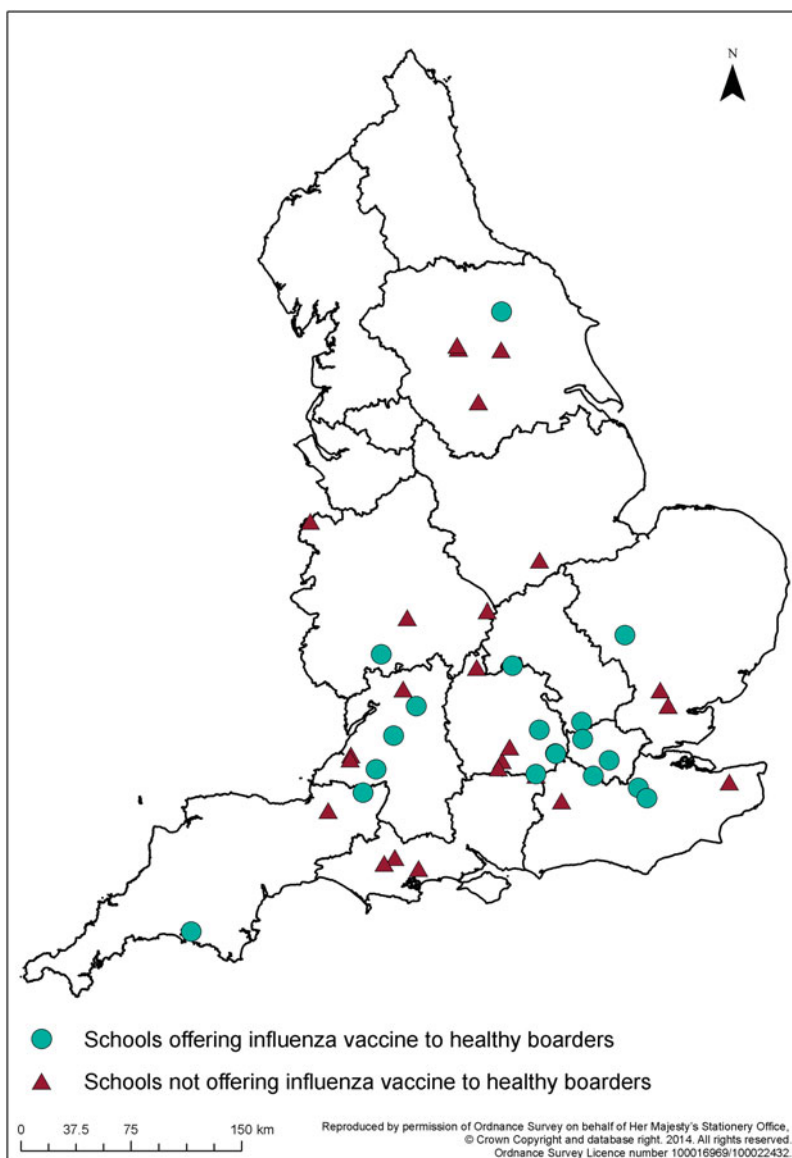 N
Schools offering influenza vaccine to healthy boarders
Schools not offering influenza vaccine to healthy boarders
0 37.5 75 150 km
Reproduced by permission of Ordnance Survey on behalf of Her Majesty's Stationery Office,
© Crown Copyright and database right. 2014. All rights reserved.
Ordnance Survey Licence number 100016969/100022432.